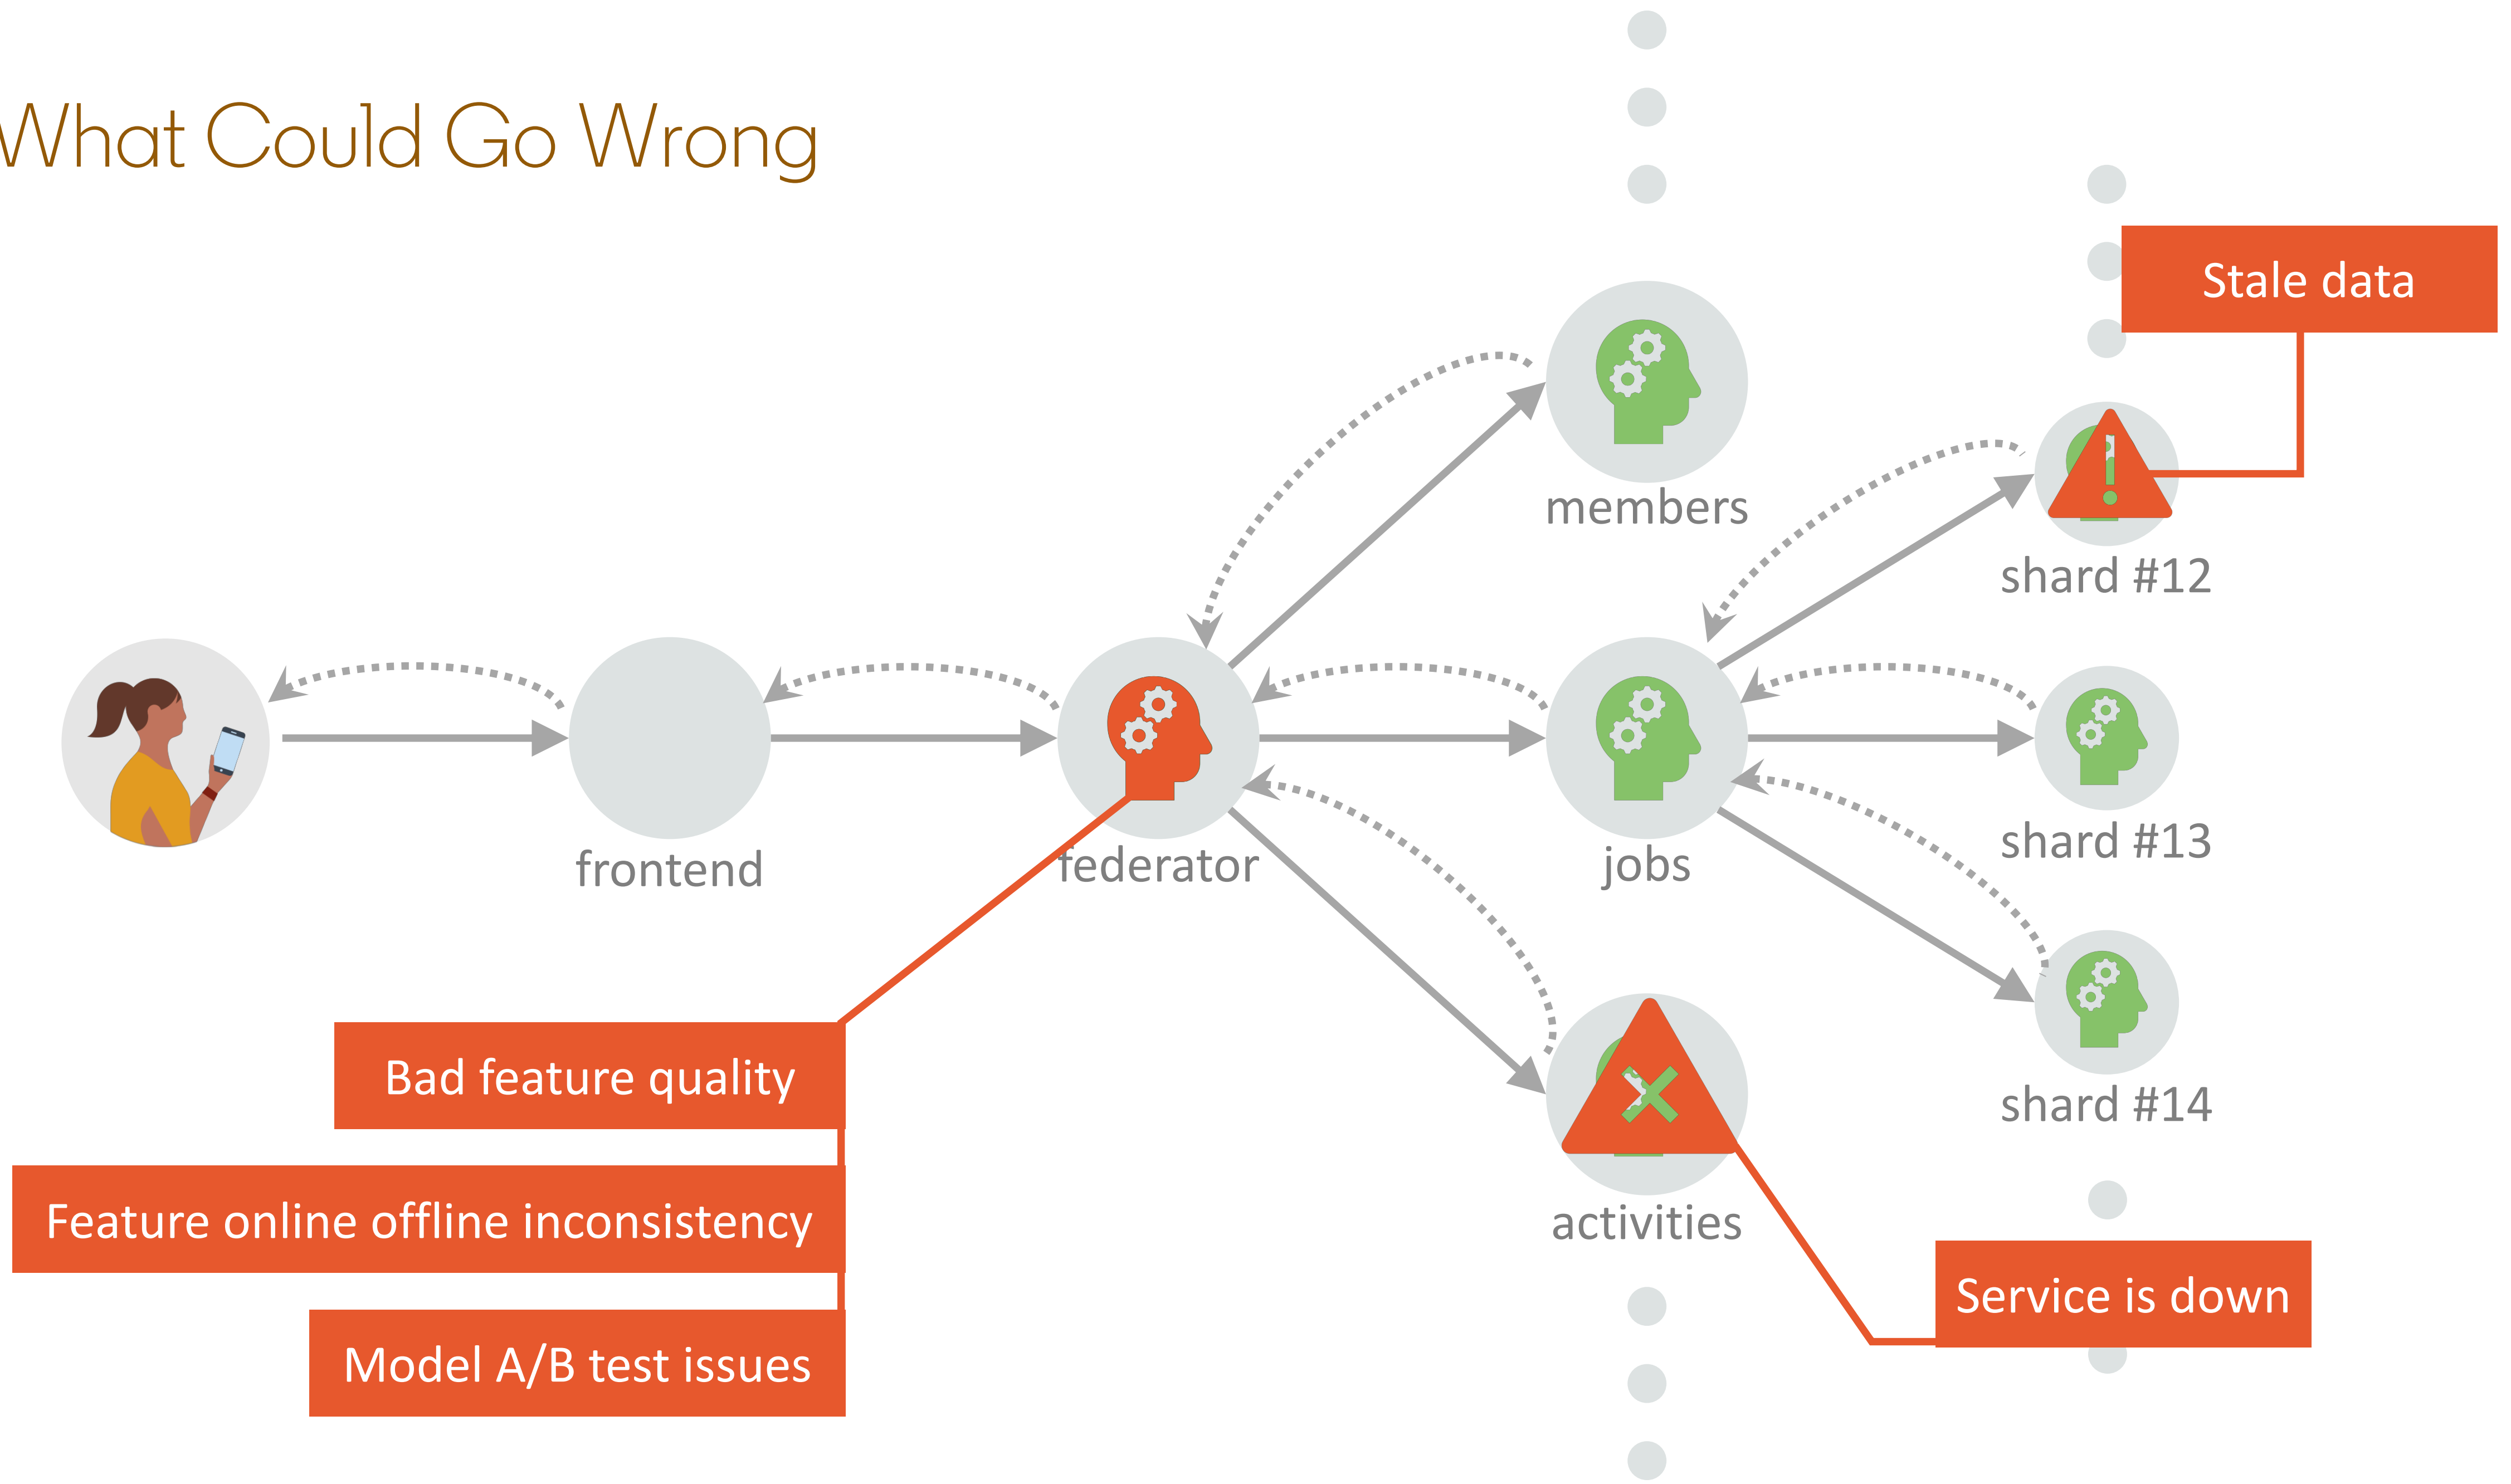 What Could Go Wrong
Stale data
members
shard #12
frontend
federator
jobs
shard #13
Bad feature quality
shard #14
Feature online offline inconsistency
activities
Service is down
Model A/B test issues